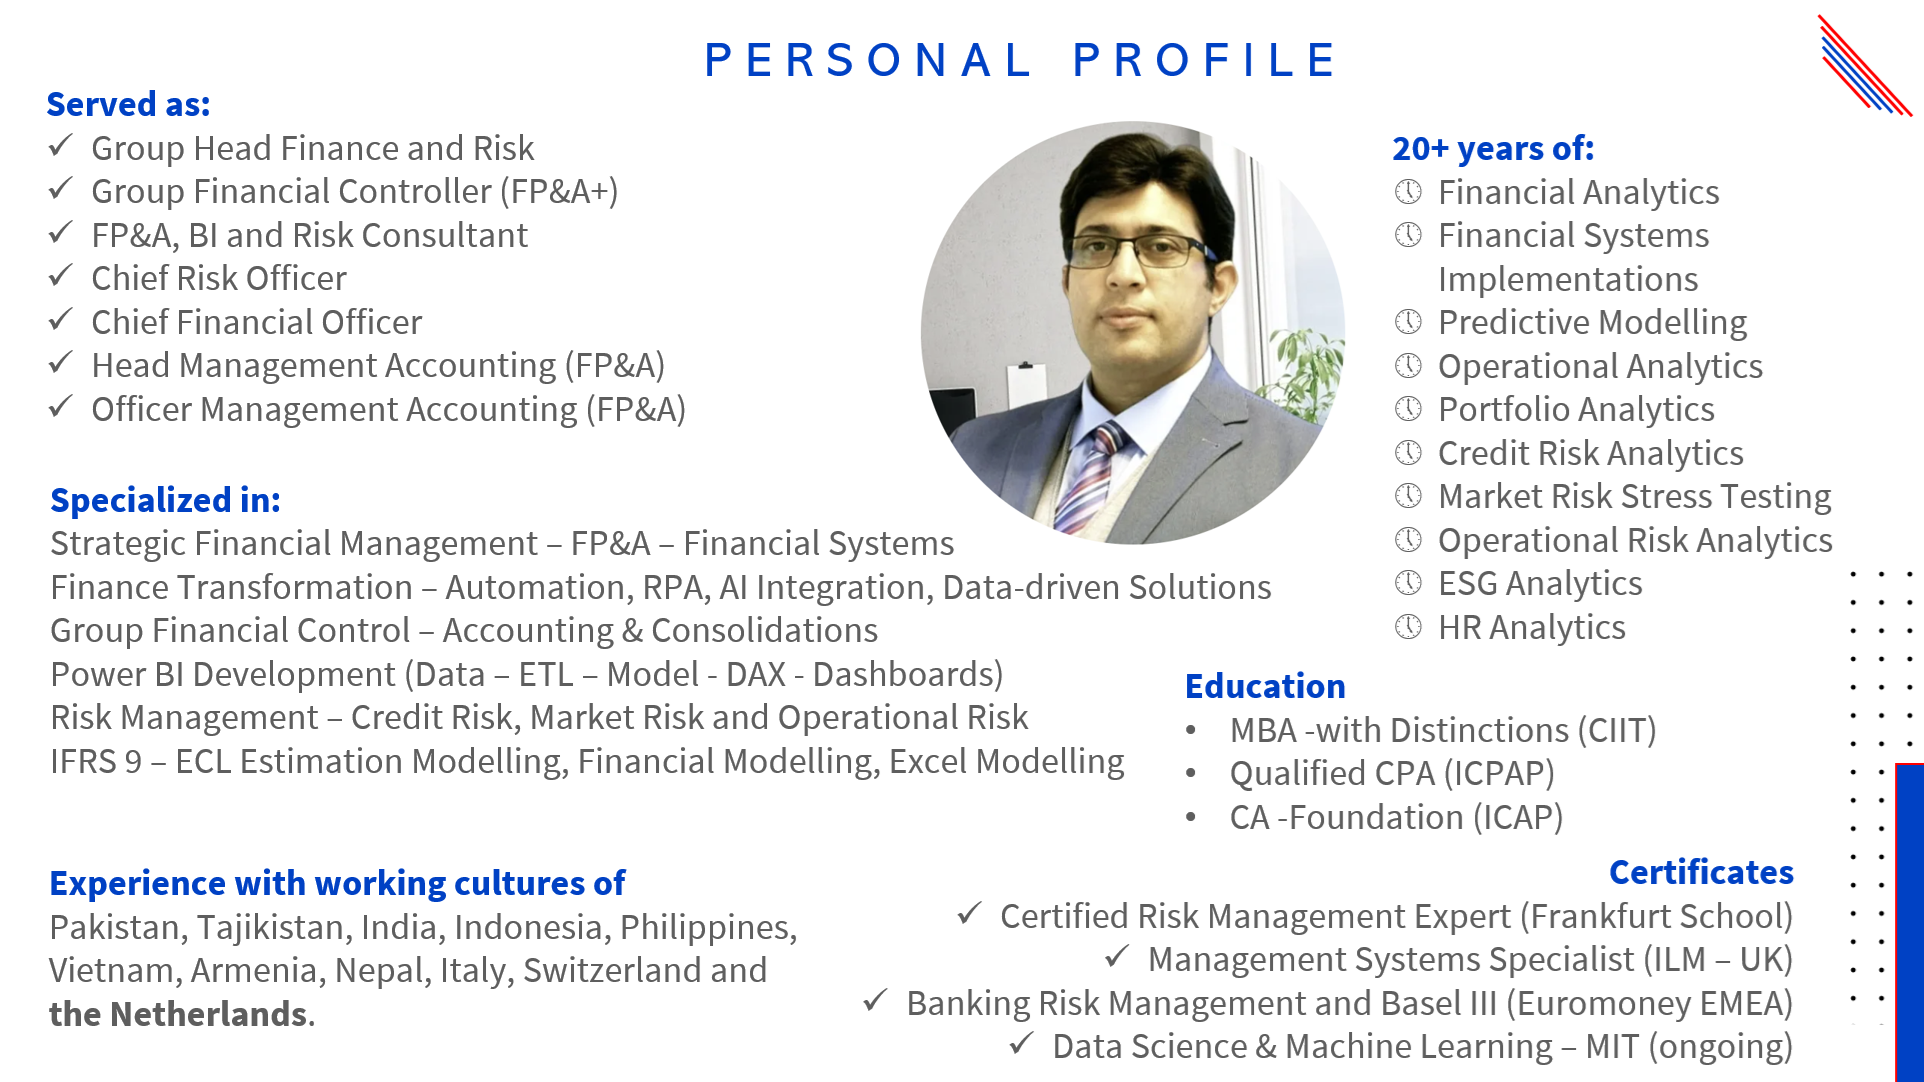 PERSONAL PROFILE
Served as:
✓ Group Head Finance and Risk
✓ Group Financial Controller (FP&A+)
✓ FP&A, BI and Risk Consultant
✓ Chief Risk Officer
✓ Chief Financial Officer
✓ Head Management Accounting (FP&A)
✓ Officer Management Accounting (FP&A)
20+ years of:
Financial Analytics
Financial Systems
Implementations
Predictive Modelling
Operational Analytics
Portfolio Analytics
Credit Risk Analytics
Market Risk Stress Testing
Operational Risk Analytics
ESG Analytics
HR Analytics
Specialized in:
Strategic Financial Management – FP&A – Financial Systems
Finance Transformation – Automation, RPA, AI Integration, Data-driven Solutions
Group Financial Control – Accounting & Consolidations
Power BI Development (Data – ETL – Model - DAX - Dashboards)
Risk Management – Credit Risk, Market Risk and Operational Risk
IFRS 9 – ECL Estimation Modelling, Financial Modelling, Excel Modelling
Education
• MBA -with Distinctions (CIIT)
• Qualified CPA (ICPAP)
• CA -Foundation (ICAP)
Experience with working cultures of
Pakistan, Tajikistan, India, Indonesia, Philippines,
Vietnam, Armenia, Nepal, Italy, Switzerland and
the Netherlands.
Certificates
✓ Certified Risk Management Expert (Frankfurt School)
✓ Management Systems Specialist (ILM – UK)
✓ Banking Risk Management and Basel III (Euromoney EMEA)
✓ Data Science & Machine Learning – MIT (ongoing)